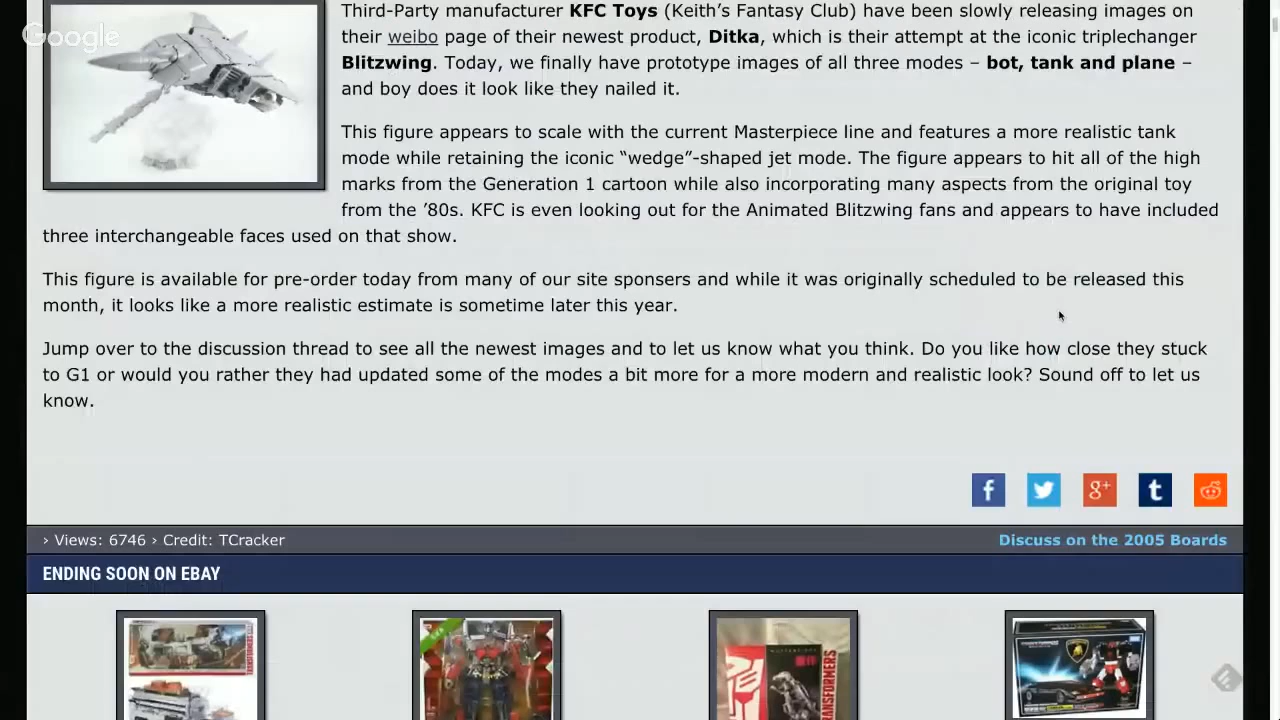 Google
Third-Party manufacturer KFC Toys (Keith's Fantasy Club) have been slowly releasing images on
their weibo page of their newest product, Ditka, which is their attempt at the iconic triplechanger
Blitzwing. Today, we finally have prototype images of all three modes – bot, tank and plane –
and boy does it look like they nailed it.
This figure appears to scale with the current Masterpiece line and features a more realistic tank
mode while retaining the iconic “wedge”-shaped jet mode. The figure appears to hit all of the high
marks from the Generation 1 cartoon while also incorporating many aspects from the original toy
from the ’80s. KFC is even looking out for the Animated Blitzwing fans and appears to have included
three interchangeable faces used on that show.
This figure is available for pre-order today from many of our site sponsers and while it was originally scheduled to be released this
month, it looks like a more realistic estimate is sometime later this year.
Jump over to the discussion thread to see all the newest images and to let us know what you think. Do you like how close they stuck
to G1 or would you rather they had updated some of the modes a bit more for a more modern and realistic look? Sound off to let us
know.
› Views: 6746 › Credit: TCracker
Discuss on the 2005 Boards
ENDING SOON ON EBAY
TRANSFORMERS